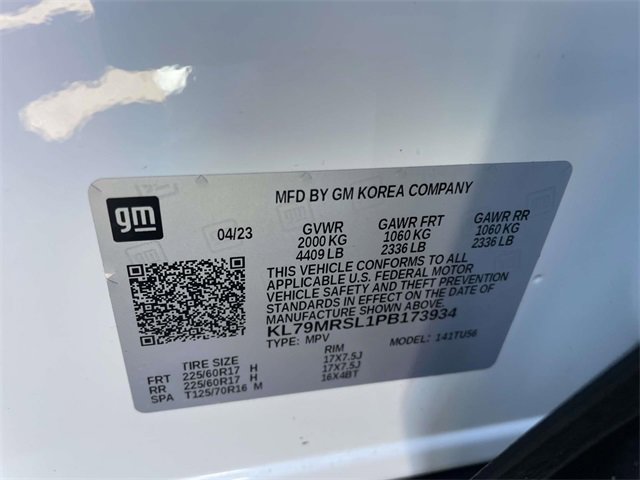 MFD BY GM KOREA COMPANY
gm
04/23 GVWR GAWR FRT GAWR RR
2000 KG 1060 KG 1060 KG
4409 LB 2336 LB 2336 LB
THIS VEHICLE CONFORMS TO ALL
APPLICABLE U.S. FEDERAL MOTOR
VEHICLE SAFETY AND THEFT PREVENTION
STANDARDS IN EFFECT ON THE DATE OF
MANUFACTURE SHOWN ABOVE.
KL79MRSL1PB173934
TYPE: MPV MODEL: 141TU56
TIRE SIZE RIM
FRT 225/60R17 H 17X7.5J
RR 225/60R17 H 17X7.5J
SPA T125/70R16 M 16X4BT